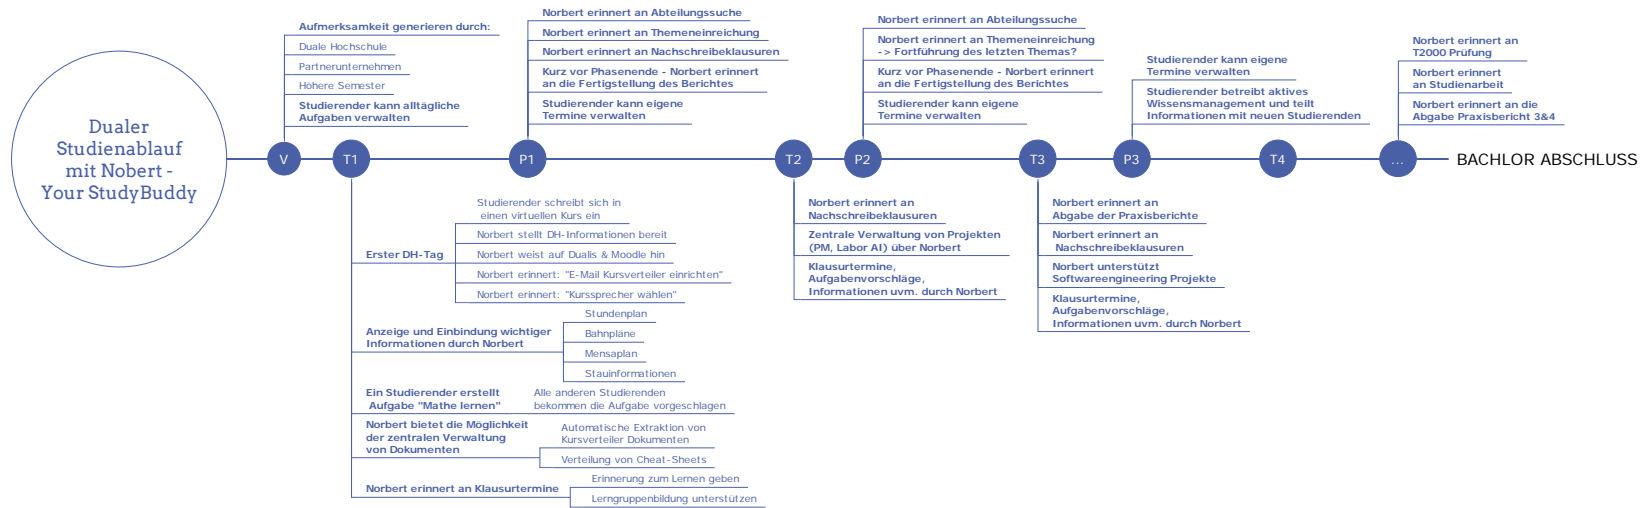 Dualer
Studienablauf
mit Nobert -
Your StudyBuddy
V
Aufmerksamkeit generieren durch:
Duale Hochschule
Partnerunternehmen
Höhere Semester
Studierender kann alltägliche
Aufgaben verwalten
T1
Erster DH-Tag
Studierender schreibt sich in
einen virtuellen Kurs ein
Norbert stellt DH-Informationen bereit
Norbert weist auf Dualis & Moodle hin
Norbert erinnert: "E-Mail Kursverteiler einrichten"
Norbert erinnert: "Kurssprecher wählen"
Anzeige und Einbindung wichtiger
Informationen durch Norbert
Stundenplan
Bahnpläne
Mensaplan
Stauinformationen
Ein Studierender erstellt
Aufgabe "Mathe lernen"
Alle anderen Studierenden
bekommen die Aufgabe vorgeschlagen
Norbert bietet die Möglichkeit
der zentralen Verwaltung
von Dokumenten
Automatische Extraktion von
Kursverteiler Dokumenten
Verteilung von Cheat-Sheets
Norbert erinnert an Klausurtermine
Erinnerung zum Lernen geben
Lerngruppenbildung unterstützen
P1
Norbert erinnert an Abteilungssuche
Norbert erinnert an Themeneinreichung
Norbert erinnert an Nachschreibeklausuren
Kurz vor Phasenende - Norbert erinnert
an die Fertigstellung des Berichtes
Studierender kann eigene
Termine verwalten
T2
Norbert erinnert an
Nachschreibeklausuren
Zentrale Verwaltung von Projekten
(PM, Labor AI) über Norbert
Klausurtermine,
Aufgabenvorschläge,
Informationen uvm. durch Norbert
P2
Norbert erinnert an Abteilungssuche
Norbert erinnert an Themeneinreichung
-> Fortführung des letzten Themas?
Kurz vor Phasenende - Norbert erinnert
an die Fertigstellung des Berichtes
Studierender kann eigene
Termine verwalten
T3
Norbert erinnert an
Abgabe der Praxisberichte
Norbert erinnert an
Nachschreibeklausuren
Norbert unterstützt
Softwareengineering Projekte
Klausurtermine,
Aufgabenvorschläge,
Informationen uvm. durch Norbert
P3
Studierender kann eigene
Termine verwalten
Studierender betreibt aktives
Wissensmanagement und teilt
Informationen mit neuen Studierenden
T4
...
Norbert erinnert an
T2000 Prüfung
Norbert erinnert
an Studienarbeit
Norbert erinnert an die
Abgabe Praxisbericht 3&4
BACHLOR ABSCHLUSS